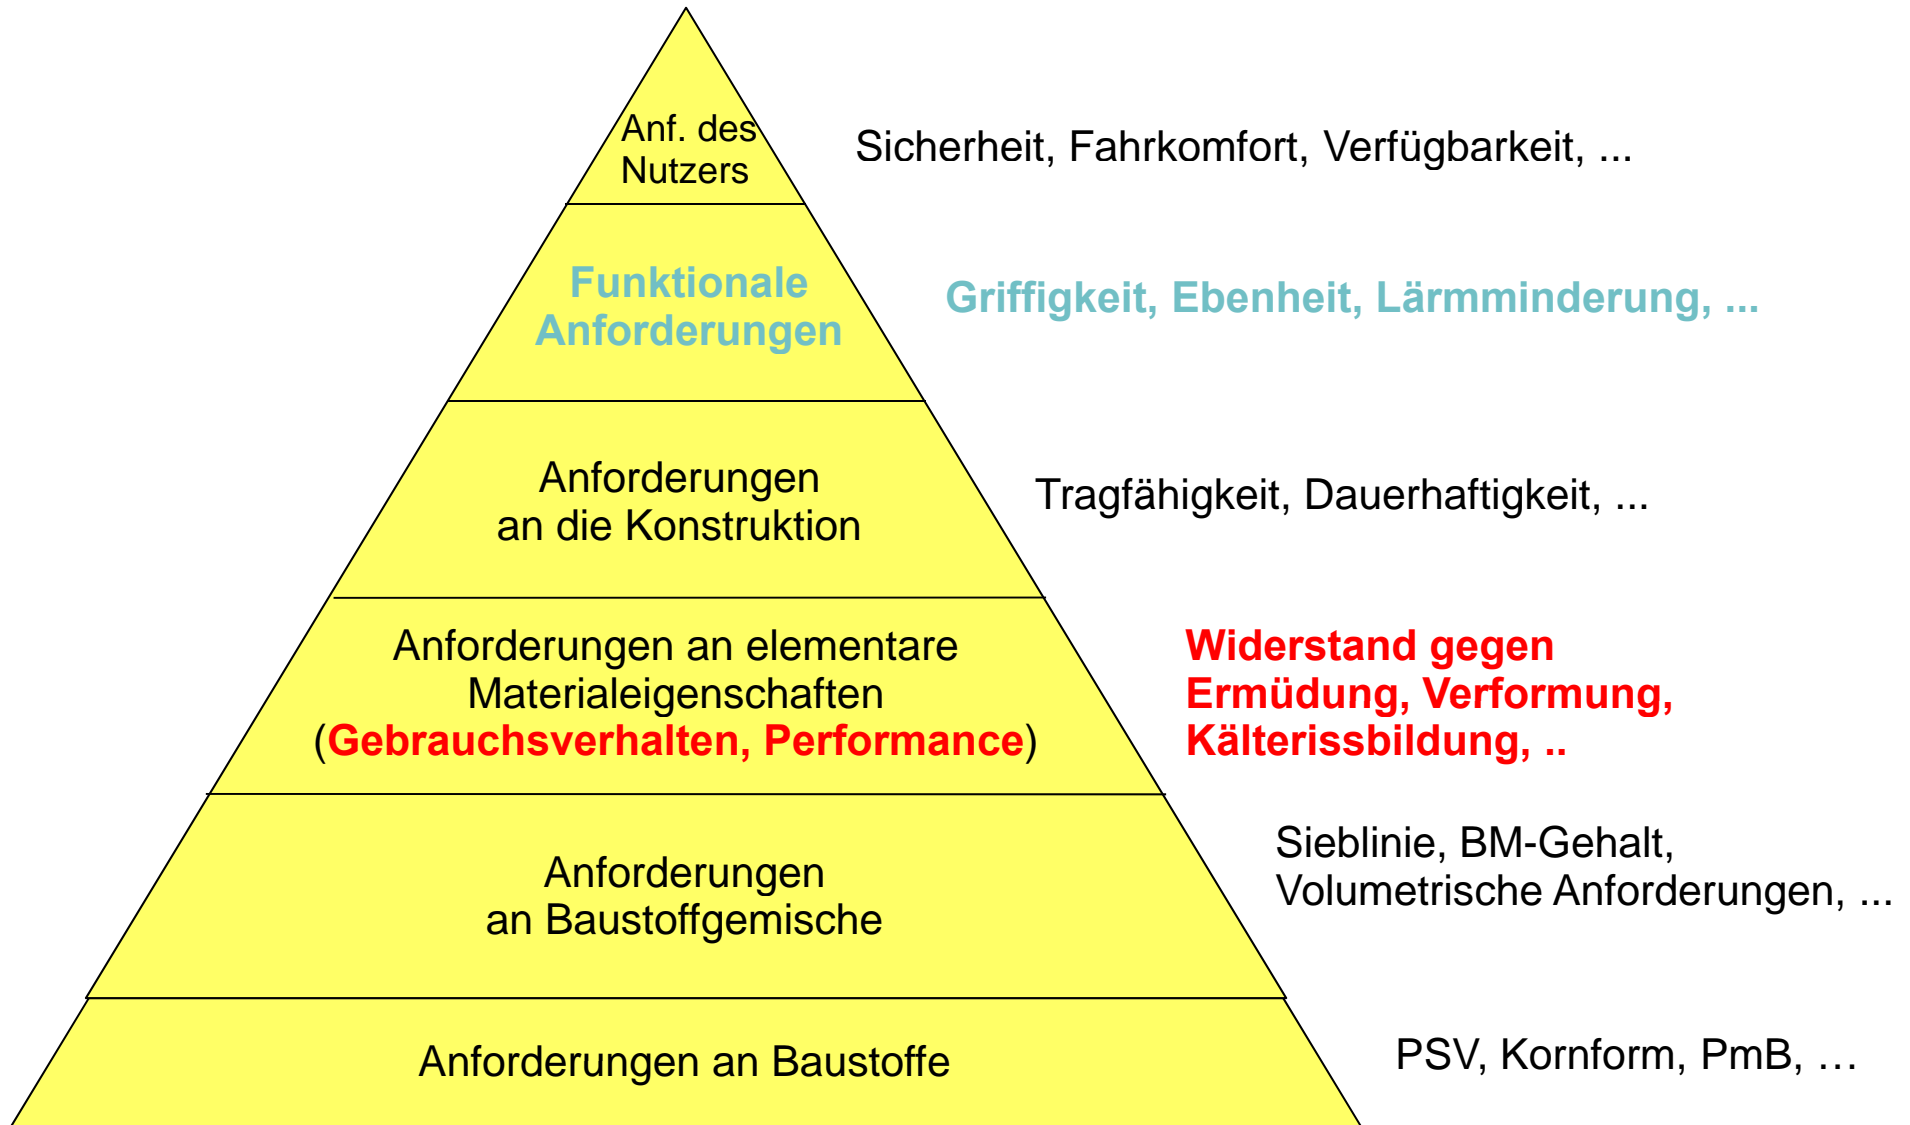 Anf. des
Nutzers
Sicherheit, Fahrkomfort, Verfügbarkeit, ...
Funktionale
Anforderungen
Griffigkeit, Ebenheit, Lärmminderung, ...
Anforderungen
an die Konstruktion
Tragfähigkeit, Dauerhaftigkeit, ...
Anforderungen an elementare
Materialeigenschaften
(Gebrauchsverhalten, Performance)
Widerstand gegen
Ermüdung, Verformung,
Kälterissbildung, ..
Anforderungen
an Baustoffgemische
Sieblinie, BM-Gehalt,
Volumetrische Anforderungen, ...
Anforderungen an Baustoffe
PSV, Kornform, PmB, …